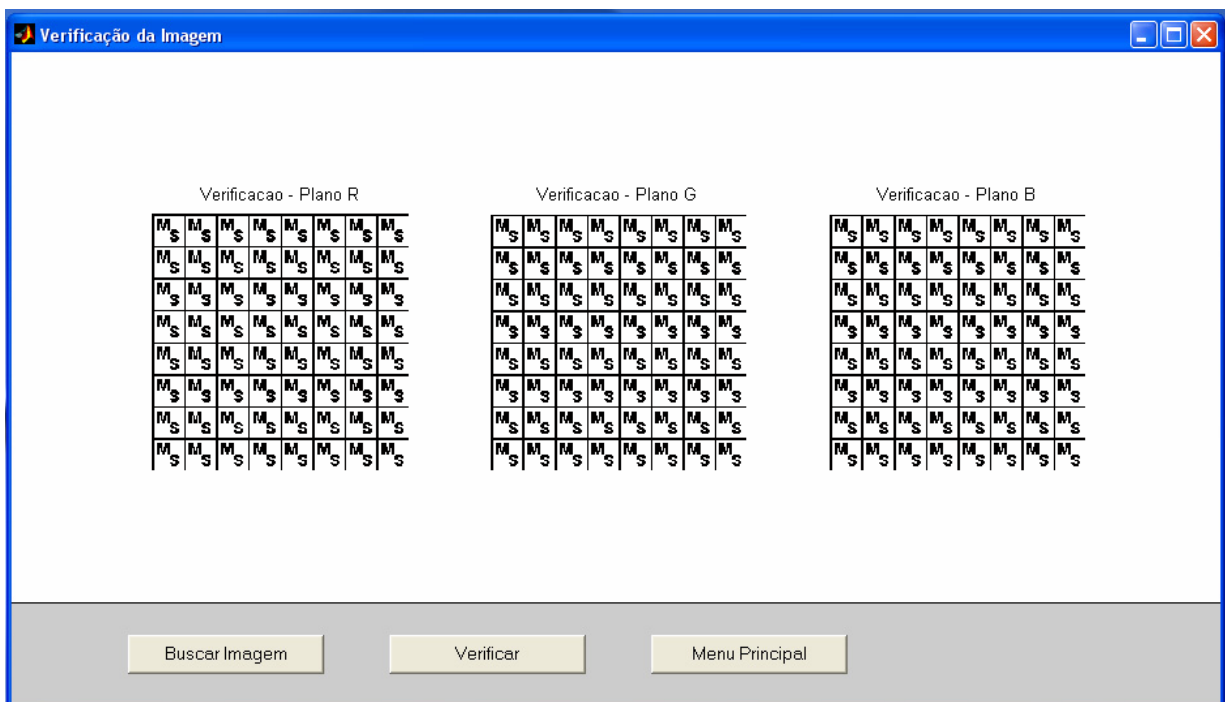 Verificação da Imagem
Verificacao - Plano R
Verificacao - Plano G
Verificacao - Plano B
M S M S M S M S M S M S M S M S M S M S M S M S M S M S M S M S M S M S M S M S M S M S M S M S
M S M S M S M S M S M S M S M S M S M S M S M S M S M S M S M S M S M S M S M S M S M S M S M S
M S M S M S M S M S M S M S M S M S M S M S M S M S M S M S M S M S M S M S M S M S M S M S M S
M S M S M S M S M S M S M S M S M S M S M S M S M S M S M S M S M S M S M S M S M S M S M S M S
M S M S M S M S M S M S M S M S M S M S M S M S M S M S M S M S M S M S M S M S M S M S M S M S
M S M S M S M S M S M S M S M S M S M S M S M S M S M S M S M S M S M S M S M S M S M S M S M S
M S M S M S M S M S M S M S M S M S M S M S M S M S M S M S M S M S M S M S M S M S M S M S M S
M S M S M S M S M S M S M S M S M S M S M S M S M S M S M S M S M S M S M S M S M S M S M S M S
Buscar Imagem
Verificar
Menu Principal